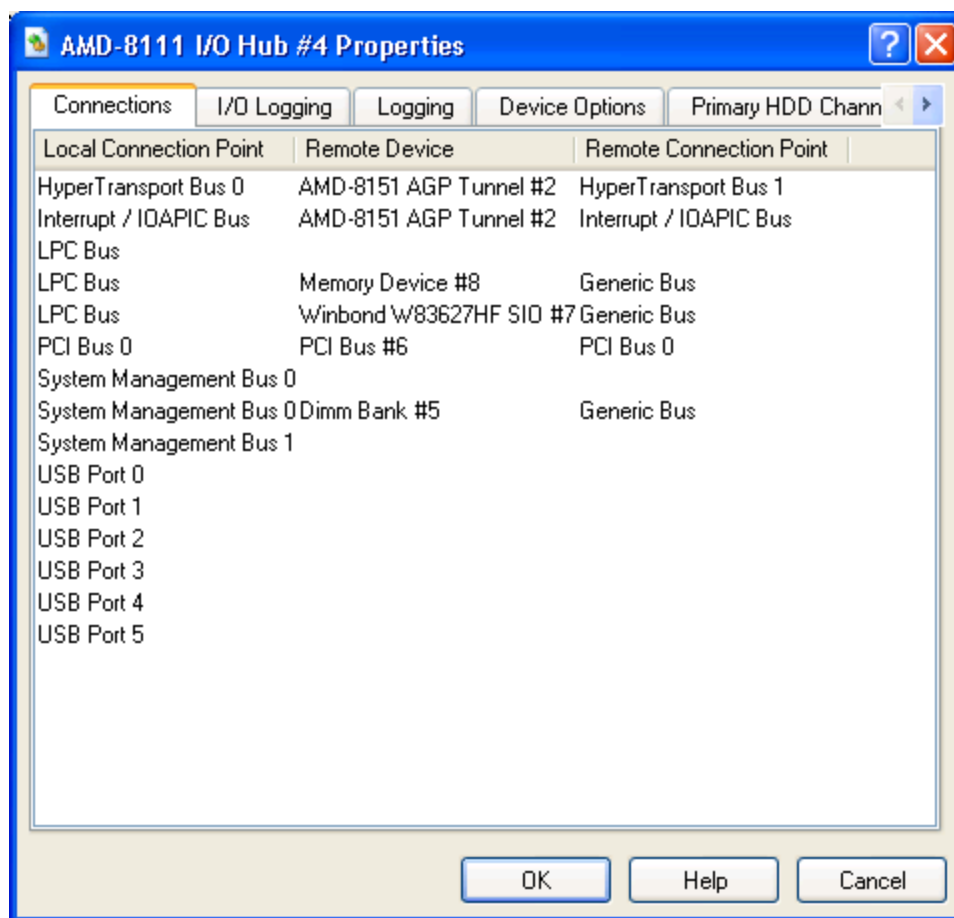 AMD-8111 I/O Hub #4 Properties
Connections I/O Logging Logging Device Options Primary HDD Chann
Local Connection Point Remote Device Remote Connection Point
HyperTransport Bus 0 AMD-8151 AGP Tunnel #2 HyperTransport Bus 1
Interrupt / IOAPIC Bus AMD-8151 AGP Tunnel #2 Interrupt / IOAPIC Bus
LPC Bus
LPC Bus Memory Device #8 Generic Bus
LPC Bus Winbond W83627HF SIO #7 Generic Bus
PCI Bus 0 PCI Bus #6 PCI Bus 0
System Management Bus 0
System Management Bus 0 Dimm Bank #5 Generic Bus
System Management Bus 1
USB Port 0
USB Port 1
USB Port 2
USB Port 3
USB Port 4
USB Port 5
OK Help Cancel